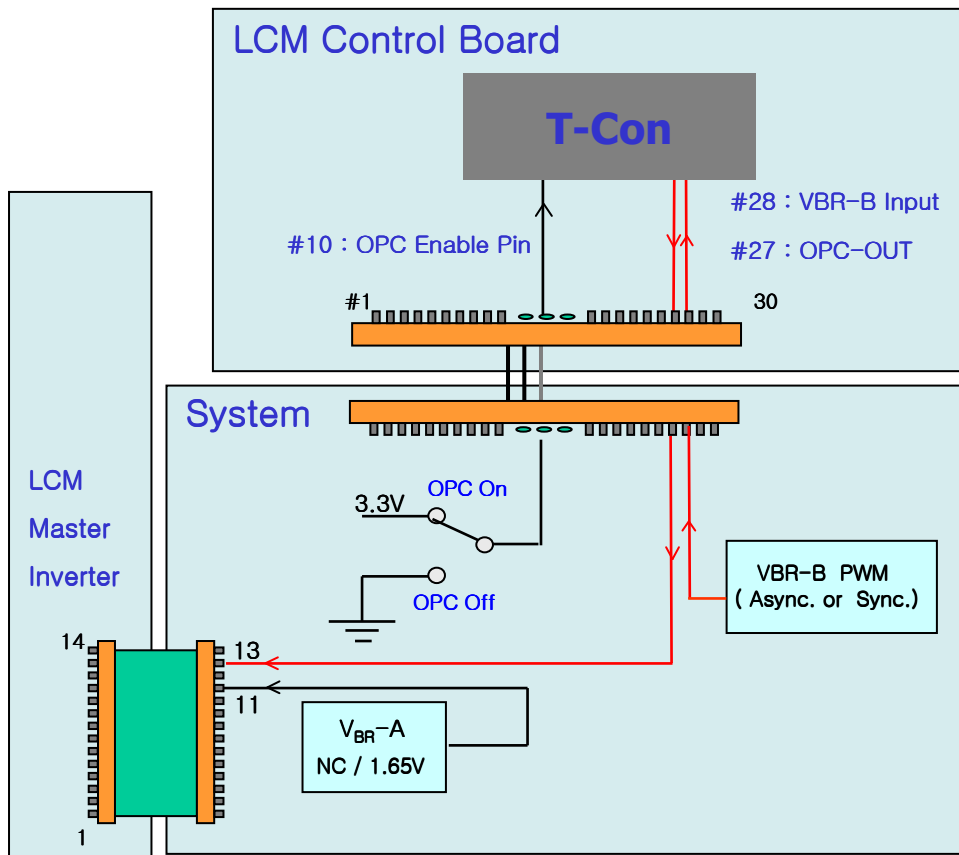 LCM Control Board
T-Con
#28 : VBR-B Input
#10 : OPC Enable Pin
#27 : OPC-OUT
#1
30
System
LCM
Master
Inverter
OPC On
3.3V
OPC Off
VBR-B PWM
( Async. or Sync.)
14
13
11
VBR-A
NC / 1.65V
1